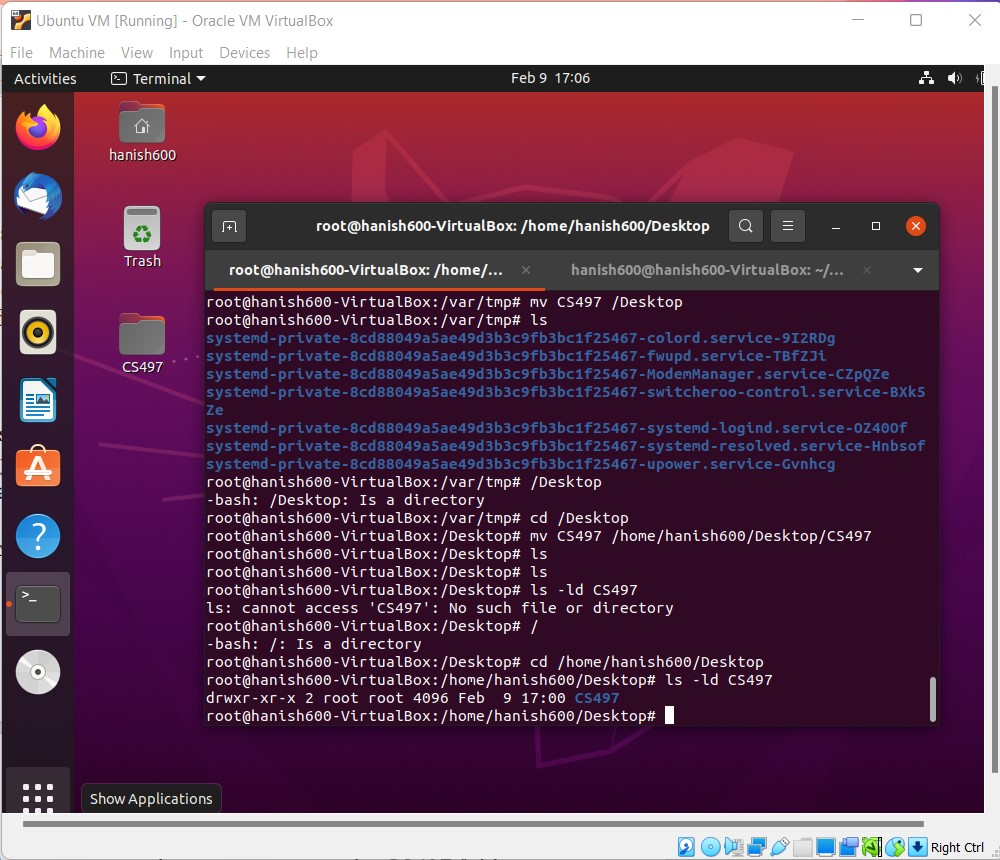 Ubuntu VM [Running] - Oracle VM VirtualBox
File Machine View Input Devices Help
Activities Terminal Feb 9 17:06
hanish600
Trash
CS497
root@hanish600-VirtualBox: /home/hanish600/Desktop
root@hanish600-VirtualBox: /home/... hanish600@hanish600-VirtualBox: ~/...
root@hanish600-VirtualBox:/var/tmp# mv CS497 /Desktop
root@hanish600-VirtualBox:/var/tmp# ls
systemd-private-8cd88049a5ae49d3b3c9fb3bc1f25467-colord.service-9I2RDg
systemd-private-8cd88049a5ae49d3b3c9fb3bc1f25467-fwupd.service-TBfZJi
systemd-private-8cd88049a5ae49d3b3c9fb3bc1f25467-ModemManager.service-CZpQZe
systemd-private-8cd88049a5ae49d3b3c9fb3bc1f25467-switcheroo-control.service-BXk5
Ze
systemd-private-8cd88049a5ae49d3b3c9fb3bc1f25467-systemd-logind.service-OZ40Of
systemd-private-8cd88049a5ae49d3b3c9fb3bc1f25467-systemd-resolved.service-Hnbsof
systemd-private-8cd88049a5ae49d3b3c9fb3bc1f25467-upower.service-Gvnhcg
root@hanish600-VirtualBox:/var/tmp# /Desktop
-bash: /Desktop: Is a directory
root@hanish600-VirtualBox:/var/tmp# cd /Desktop
root@hanish600-VirtualBox:/Desktop# mv CS497 /home/hanish600/Desktop/CS497
root@hanish600-VirtualBox:/Desktop# ls
root@hanish600-VirtualBox:/Desktop# ls
root@hanish600-VirtualBox:/Desktop# ls -ld CS497
ls: cannot access 'CS497': No such file or directory
root@hanish600-VirtualBox:/Desktop# /
-bash: /: Is a directory
root@hanish600-VirtualBox:/Desktop# cd /home/hanish600/Desktop
root@hanish600-VirtualBox:/home/hanish600/Desktop# ls -ld CS497
drwxr-xr-x 2 root root 4096 Feb  9 17:00 CS497
root@hanish600-VirtualBox:/home/hanish600/Desktop#
Show Applications
Right Ctrl